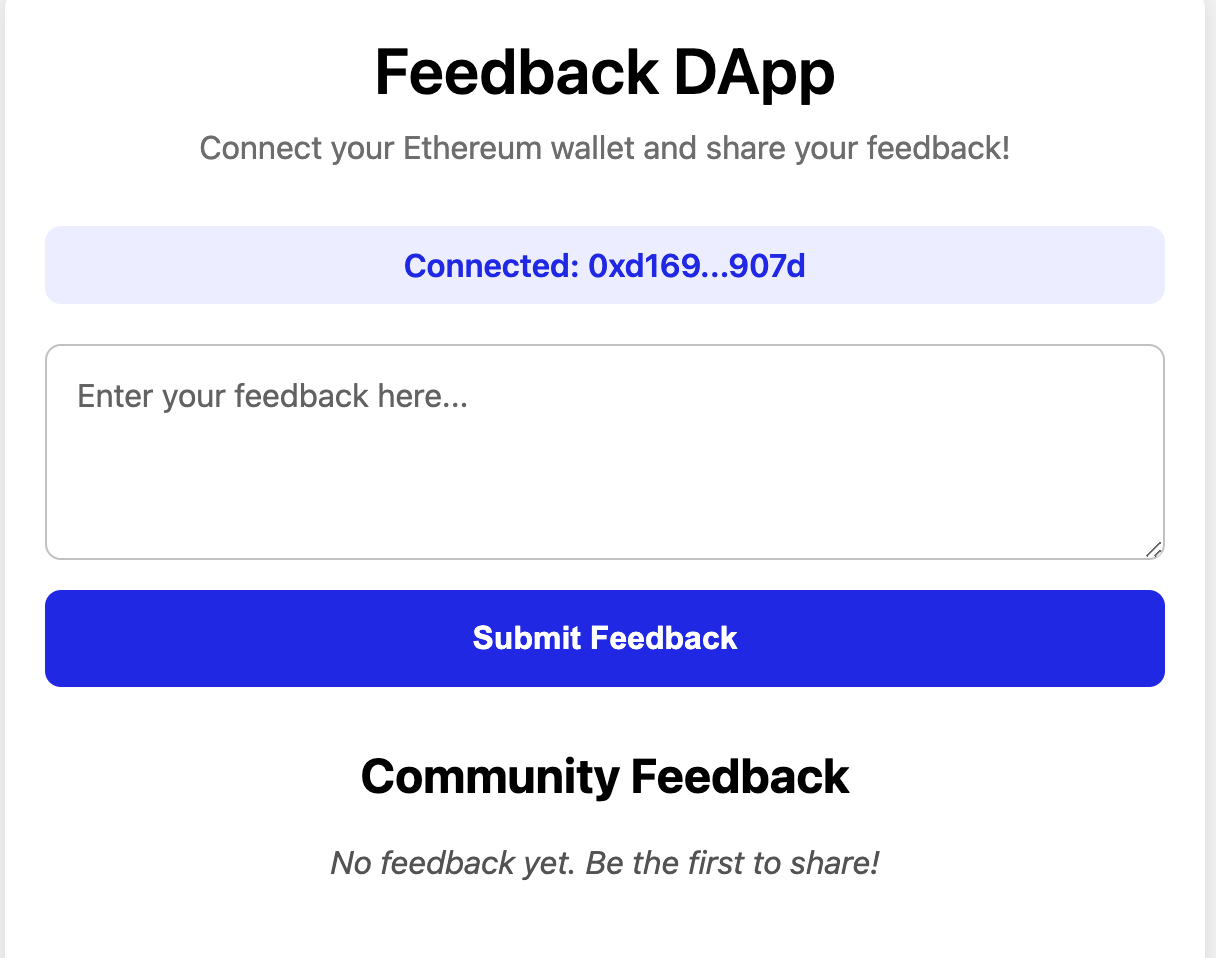 Feedback DApp
Connect your Ethereum wallet and share your feedback!
Connected: 0xd169...907d
Enter your feedback here...
Submit Feedback
Community Feedback
No feedback yet. Be the first to share!